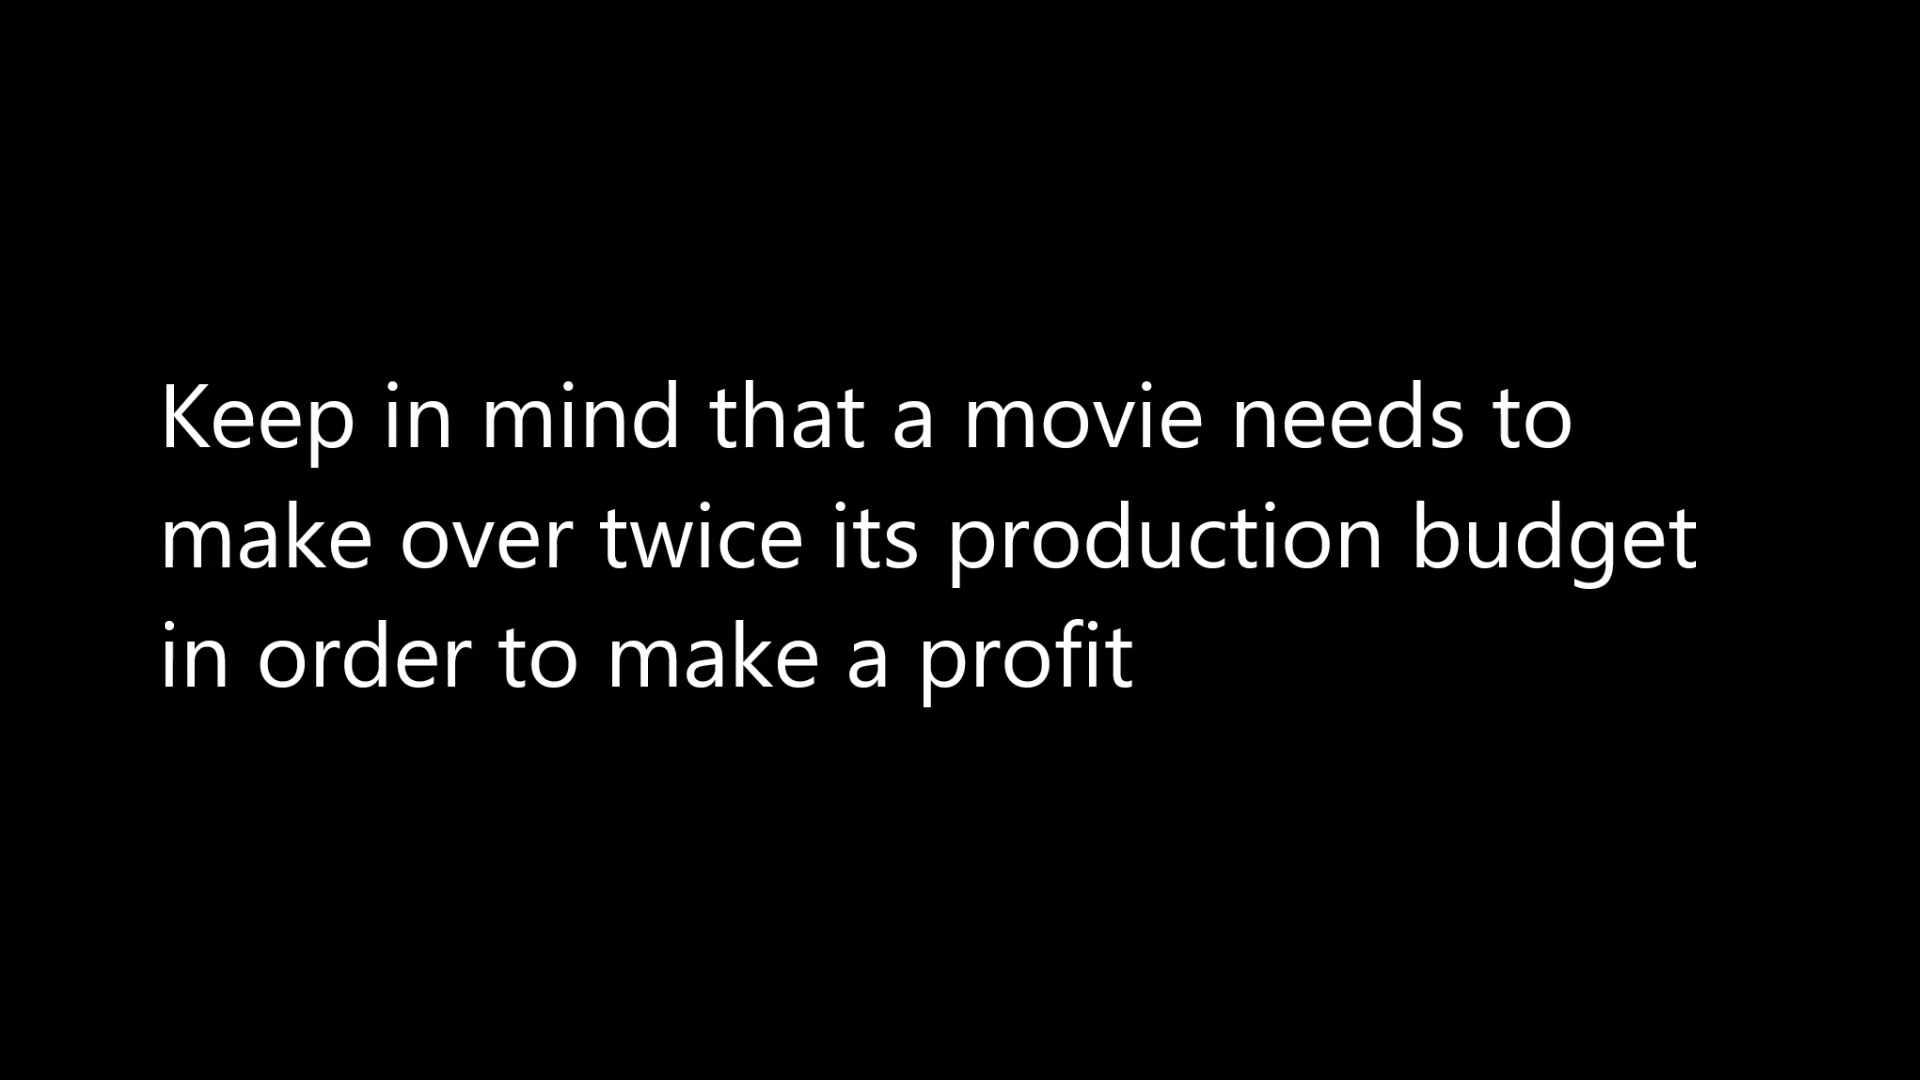 Keep in mind that a movie needs to
make over twice its production budget
in order to make a profit